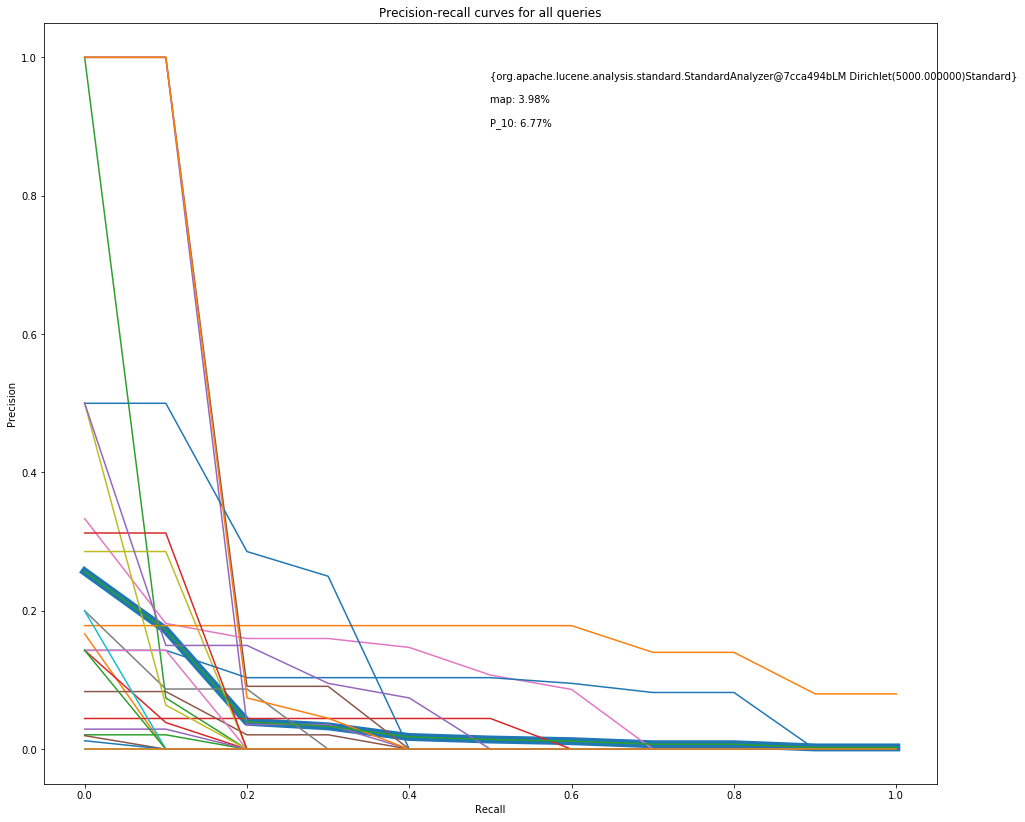 Precision-recall curves for all queries
{org.apache.lucene.analysis.standard.StandardAnalyzer@7cca494bLM Dirichlet(5000.000000)Standard}
map: 3.98%
P_10: 6.77%
Precision
1.0
0.8
0.6
0.4
0.2
0.0
0.0 0.2 0.4 0.6 0.8 1.0
Recall